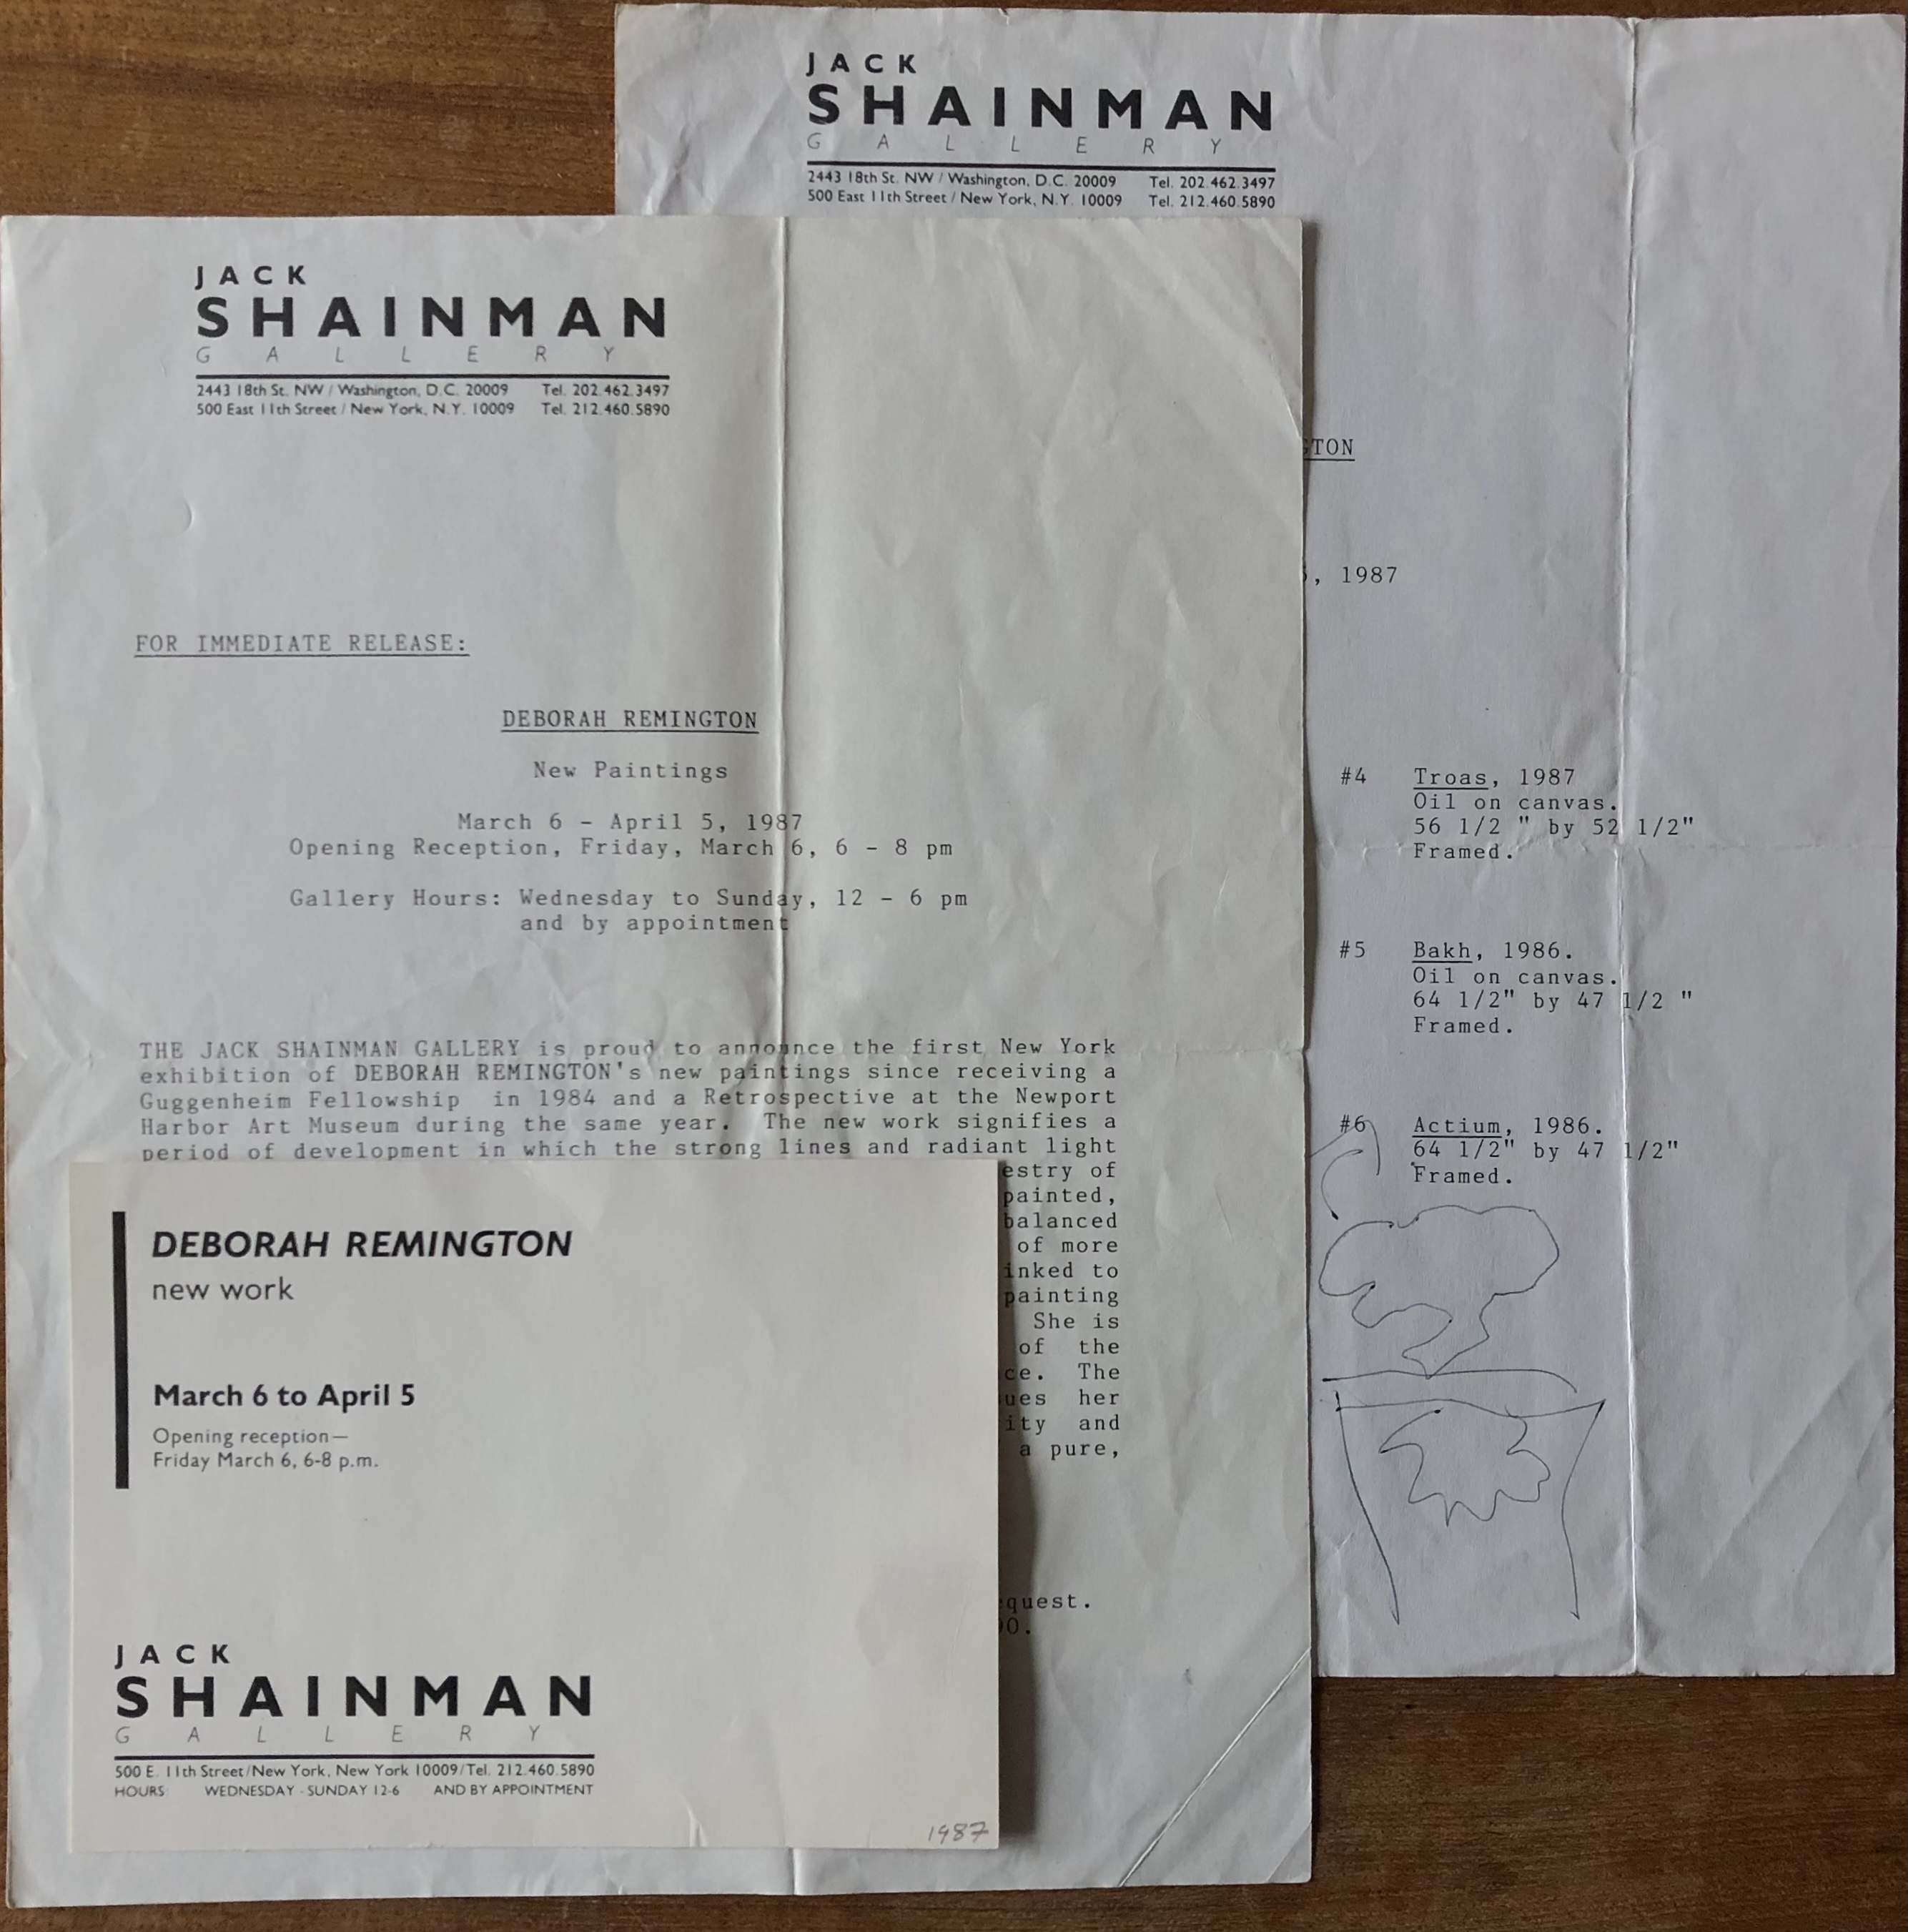 JACK
SHAINMAN
GALLERY
2443 18th St. NW / Washington, D.C. 20009 Tel. 202.462.3497
500 East 11th Street / New York, N.Y. 10009 Tel. 212.460.5890
, 1987
#4 Troas, 1987
Oil on canvas.
56 1/2 " by 52 1/2"
Framed.
#5 Bakh, 1986.
Oil on canvas.
64 1/2" by 47 1/2 "
Framed.
#6 Actium, 1986.
64 1/2" by 47 1/2"
Framed.
JACK
SHAINMAN
GALLERY
2443 18th St. NW / Washington, D.C. 20009 Tel. 202.462.3497
500 East 11th Street / New York, N.Y. 10009 Tel. 212.460.5890
FOR IMMEDIATE RELEASE:
DEBORAH REMINGTON
New Paintings
March 6 - April 5, 1987
Opening Reception, Friday, March 6, 6 - 8 pm
Gallery Hours: Wednesday to Sunday, 12 - 6 pm
and by appointment
THE JACK SHAINMAN GALLERY is proud to announce the first New York
exhibition of DEBORAH REMINGTON's new paintings since receiving a
Guggenheim Fellowship in 1984 and a Retrospective at the Newport
Harbor Art Museum during the same year. The new work signifies a
period of development in which the strong lines and radiant light
of
painted,
balanced
of more
to
painting
She is
of the
The
her
and
a pure,
DEBORAH REMINGTON
new work
March 6 to April 5
Opening reception—
Friday March 6, 6-8 p.m.
JACK
SHAINMAN
GALLERY
500 E. 11th Street/New York, New York 10009/Tel. 212.460.5890
HOURS WEDNESDAY - SUNDAY 12-6 AND BY APPOINTMENT
1987